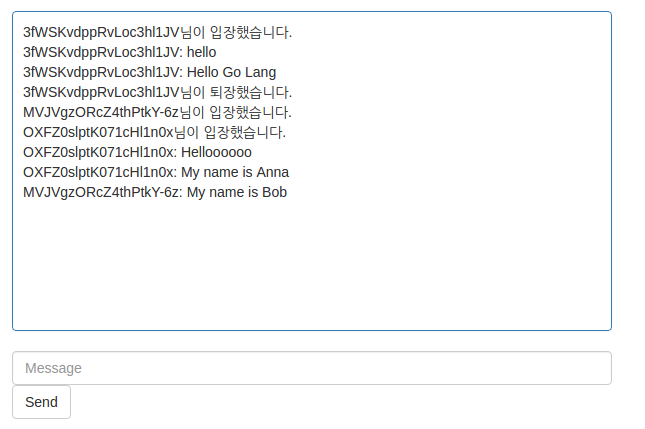 3fWSKvdppRvLoc3hl1JV님이 입장했습니다.
3fWSKvdppRvLoc3hl1JV: hello
3fWSKvdppRvLoc3hl1JV: Hello Go Lang
3fWSKvdppRvLoc3hl1JV님이 퇴장했습니다.
MVJVgzORcZ4thPtkY-6z님이 입장했습니다.
OXFZ0slptK071cHl1n0x님이 입장했습니다.
OXFZ0slptK071cHl1n0x: Helloooooo
OXFZ0slptK071cHl1n0x: My name is Anna
MVJVgzORcZ4thPtkY-6z: My name is Bob
Message
Send